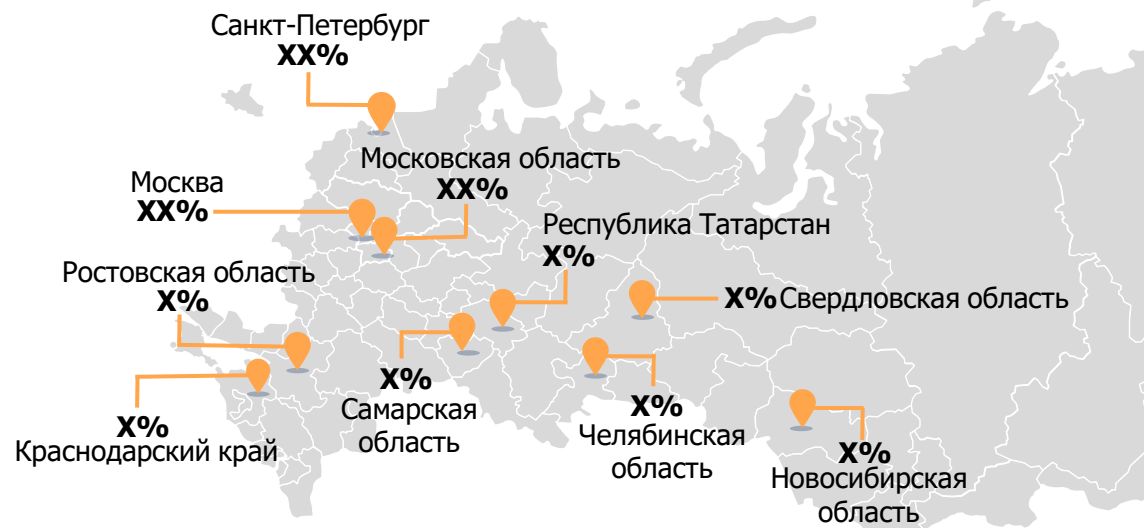 Санкт-Петербург
XX%
Московская область
XX%
Москва
XX%
Республика Татарстан
X%
Ростовская область
X%
X% Свердловская область
X%
Самарская
область
X%
Челябинская
область
X%
Краснодарский край
X%
Новосибирская
область